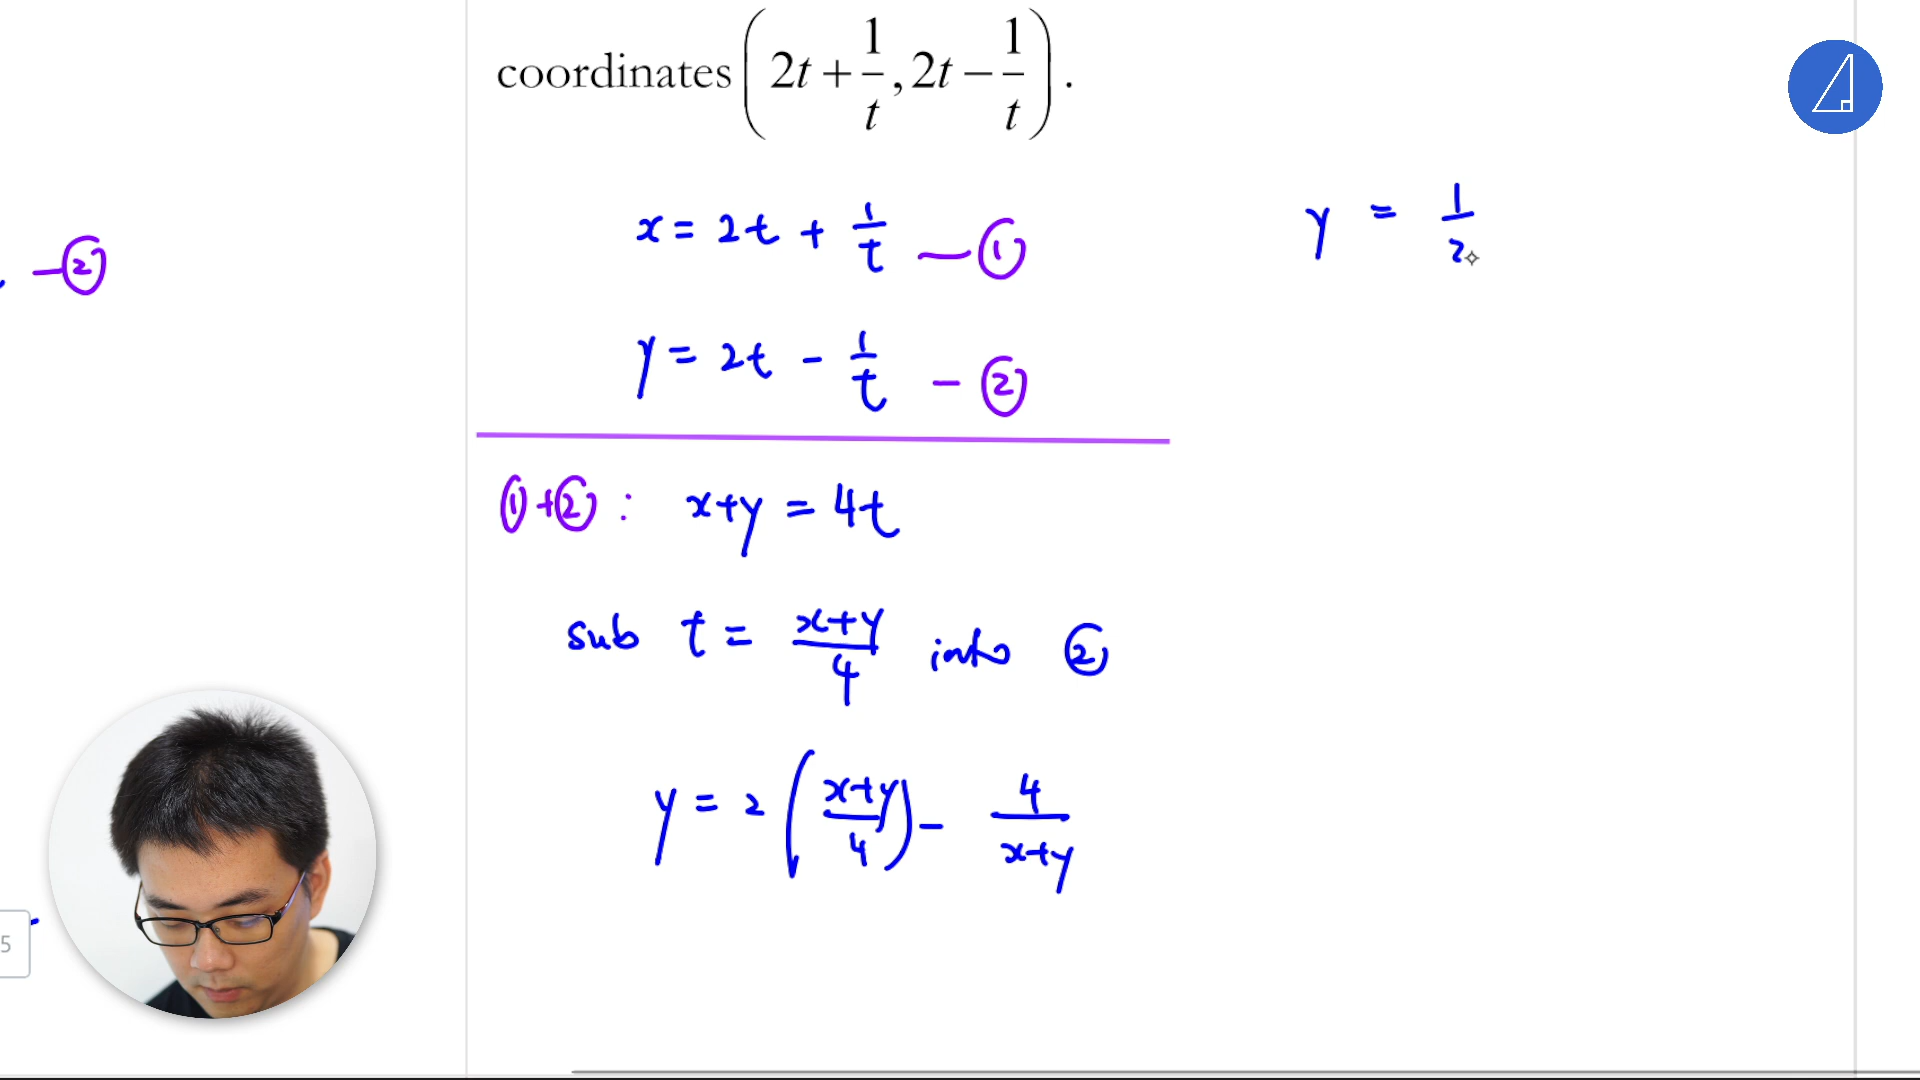 coordinates (2t + 1/t, 2t − 1/t).
x = 2t + 1/t — ①
y = 2t - 1/t - ②
① + ② : x+y = 4t
sub t = x+y/4 into ②
y = 2 (x+y/4) - 4/x+y
y = 1/2
—②
5